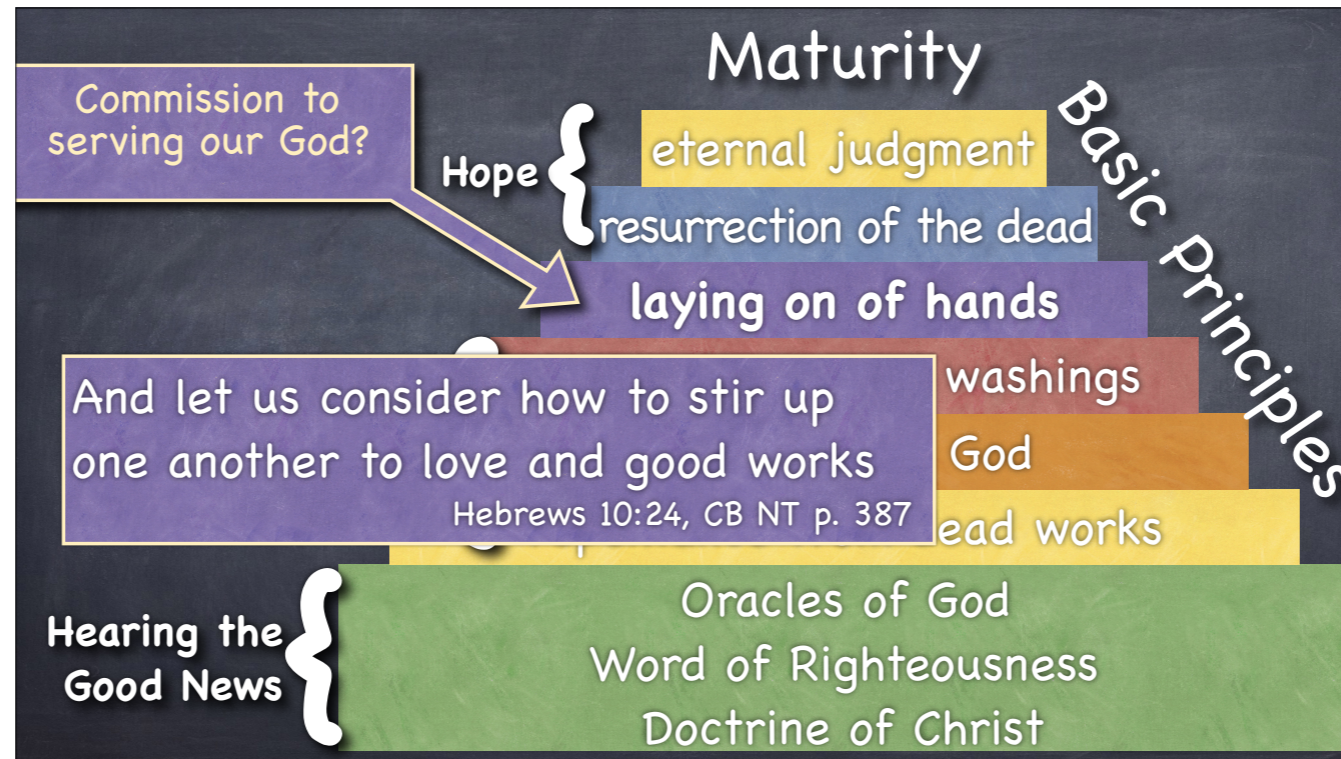 Maturity
Basic Principles
Commission to
serving our God?
Hope
eternal judgment
resurrection of the dead
laying on of hands
washings
God
ead works
And let us consider how to stir up
one another to love and good works
Hebrews 10:24, CB NT p. 387
Hearing the
Good News
Oracles of God
Word of Righteousness
Doctrine of Christ